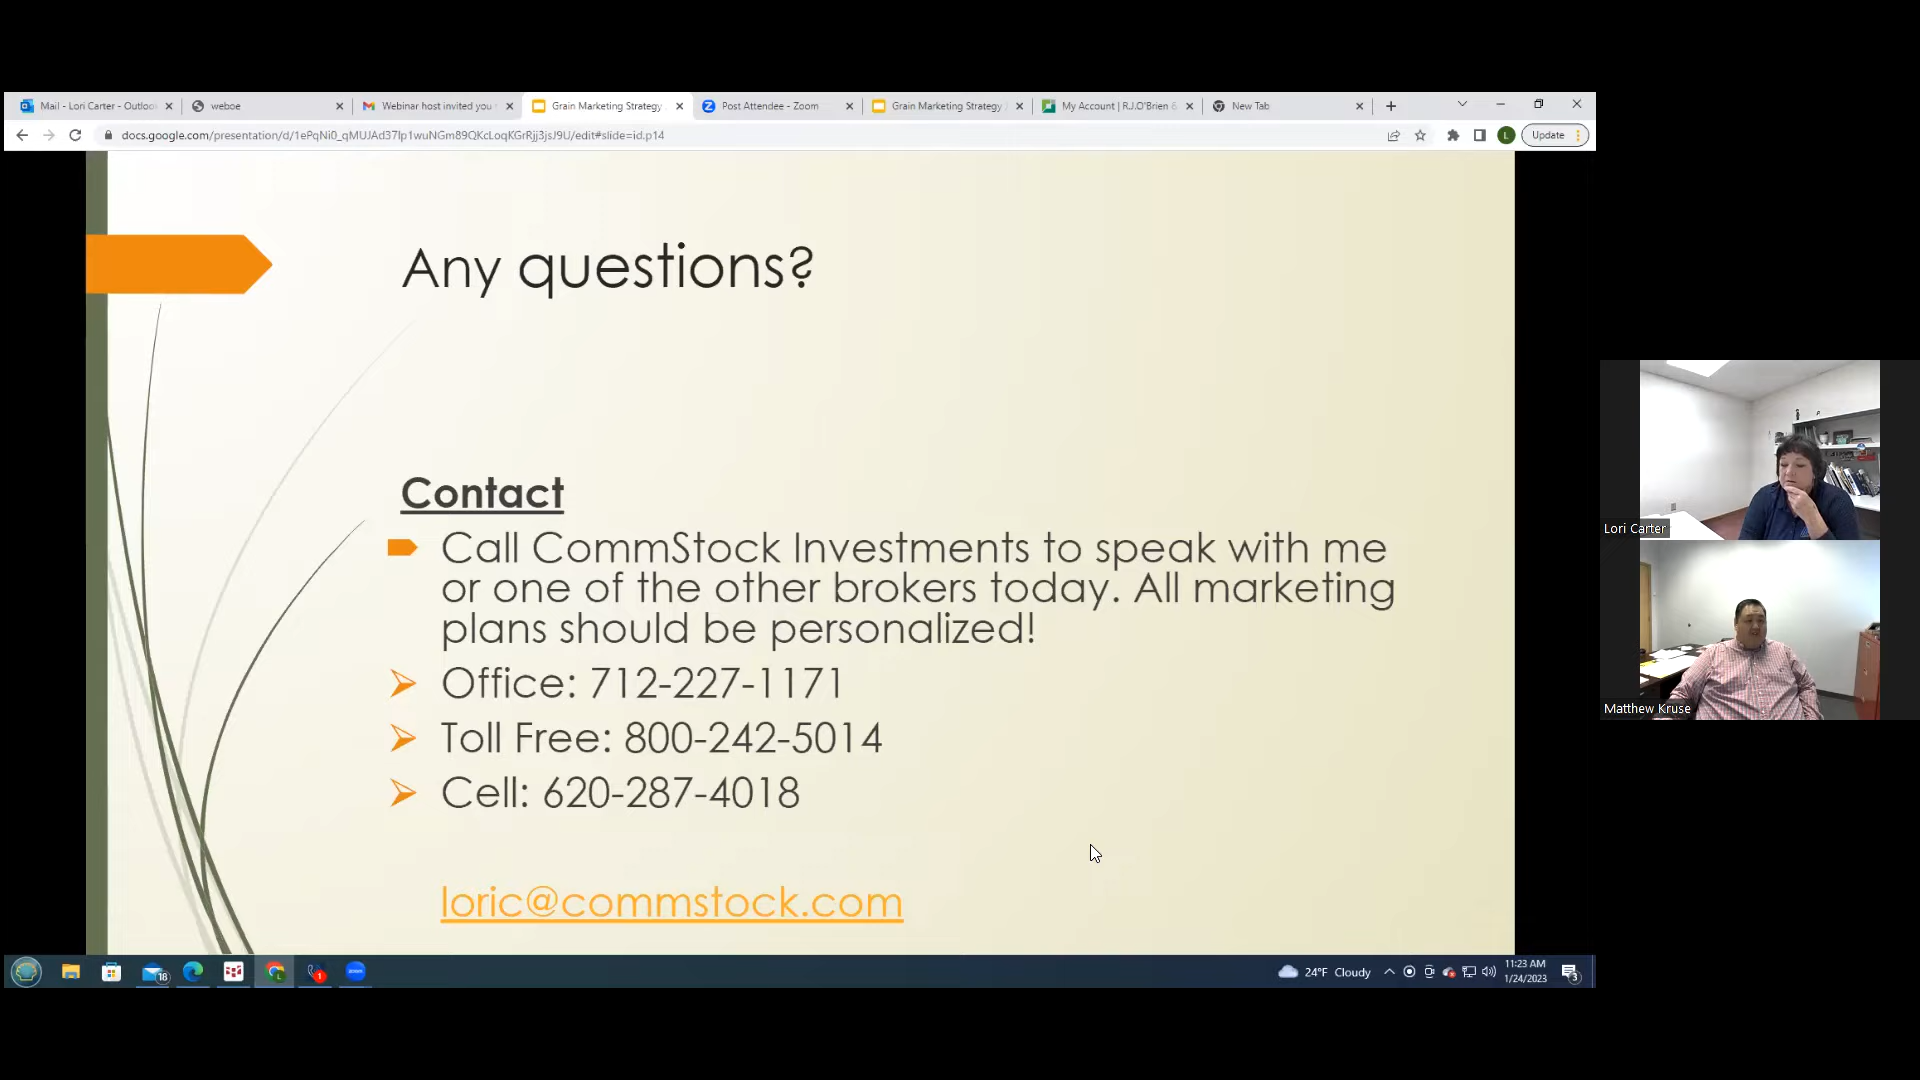 Mail - Lori Carter - Outloo
weboe
Webinar host invited you
Grain Marketing Strategy
Post Attendee - Zoom
Grain Marketing Strategy
My Account | R.J.O'Brien &
New Tab
docs.google.com/presentation/d/1ePqNi0_qMUJAd37Ip1wuNGm89QKcLoqKGrRjj3jsJ9U/edit#slide=id.p14
L
Update
Any questions?
Contact
Call CommStock Investments to speak with me
or one of the other brokers today. All marketing
plans should be personalized!
Office: 712-227-1171
Toll Free: 800-242-5014
Cell: 620-287-4018
loric@commstock.com
Lori Carter
Matthew Kruse
18
1
24°F Cloudy
11:23 AM
1/24/2023
3